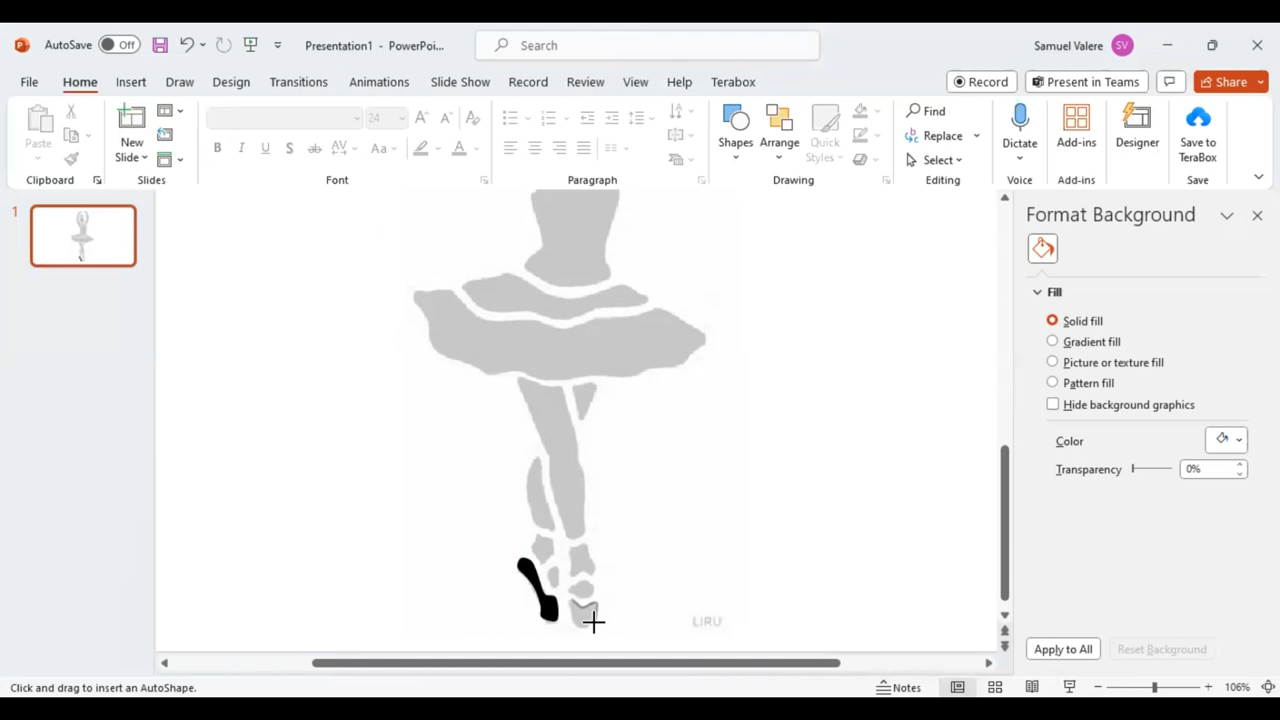 AutoSave Off Presentation1 - PowerPoi... Search Samuel Valere SV
File Home Insert Draw Design Transitions Animations Slide Show Record Review View Help Terabox Record Present in Teams Share
Paste New Slide 24 B I U S ab AV Aa A Shapes Arrange Quick Styles Find Replace Select Dictate Add-ins Designer Save to TeraBox
Clipboard Slides Font Paragraph Drawing Editing Voice Add-ins Save
1
Format Background
Fill
Solid fill
Gradient fill
Picture or texture fill
Pattern fill
Hide background graphics
Color
Transparency 0%
LIRU
Apply to All Reset Background
Click and drag to insert an AutoShape. Notes 106%